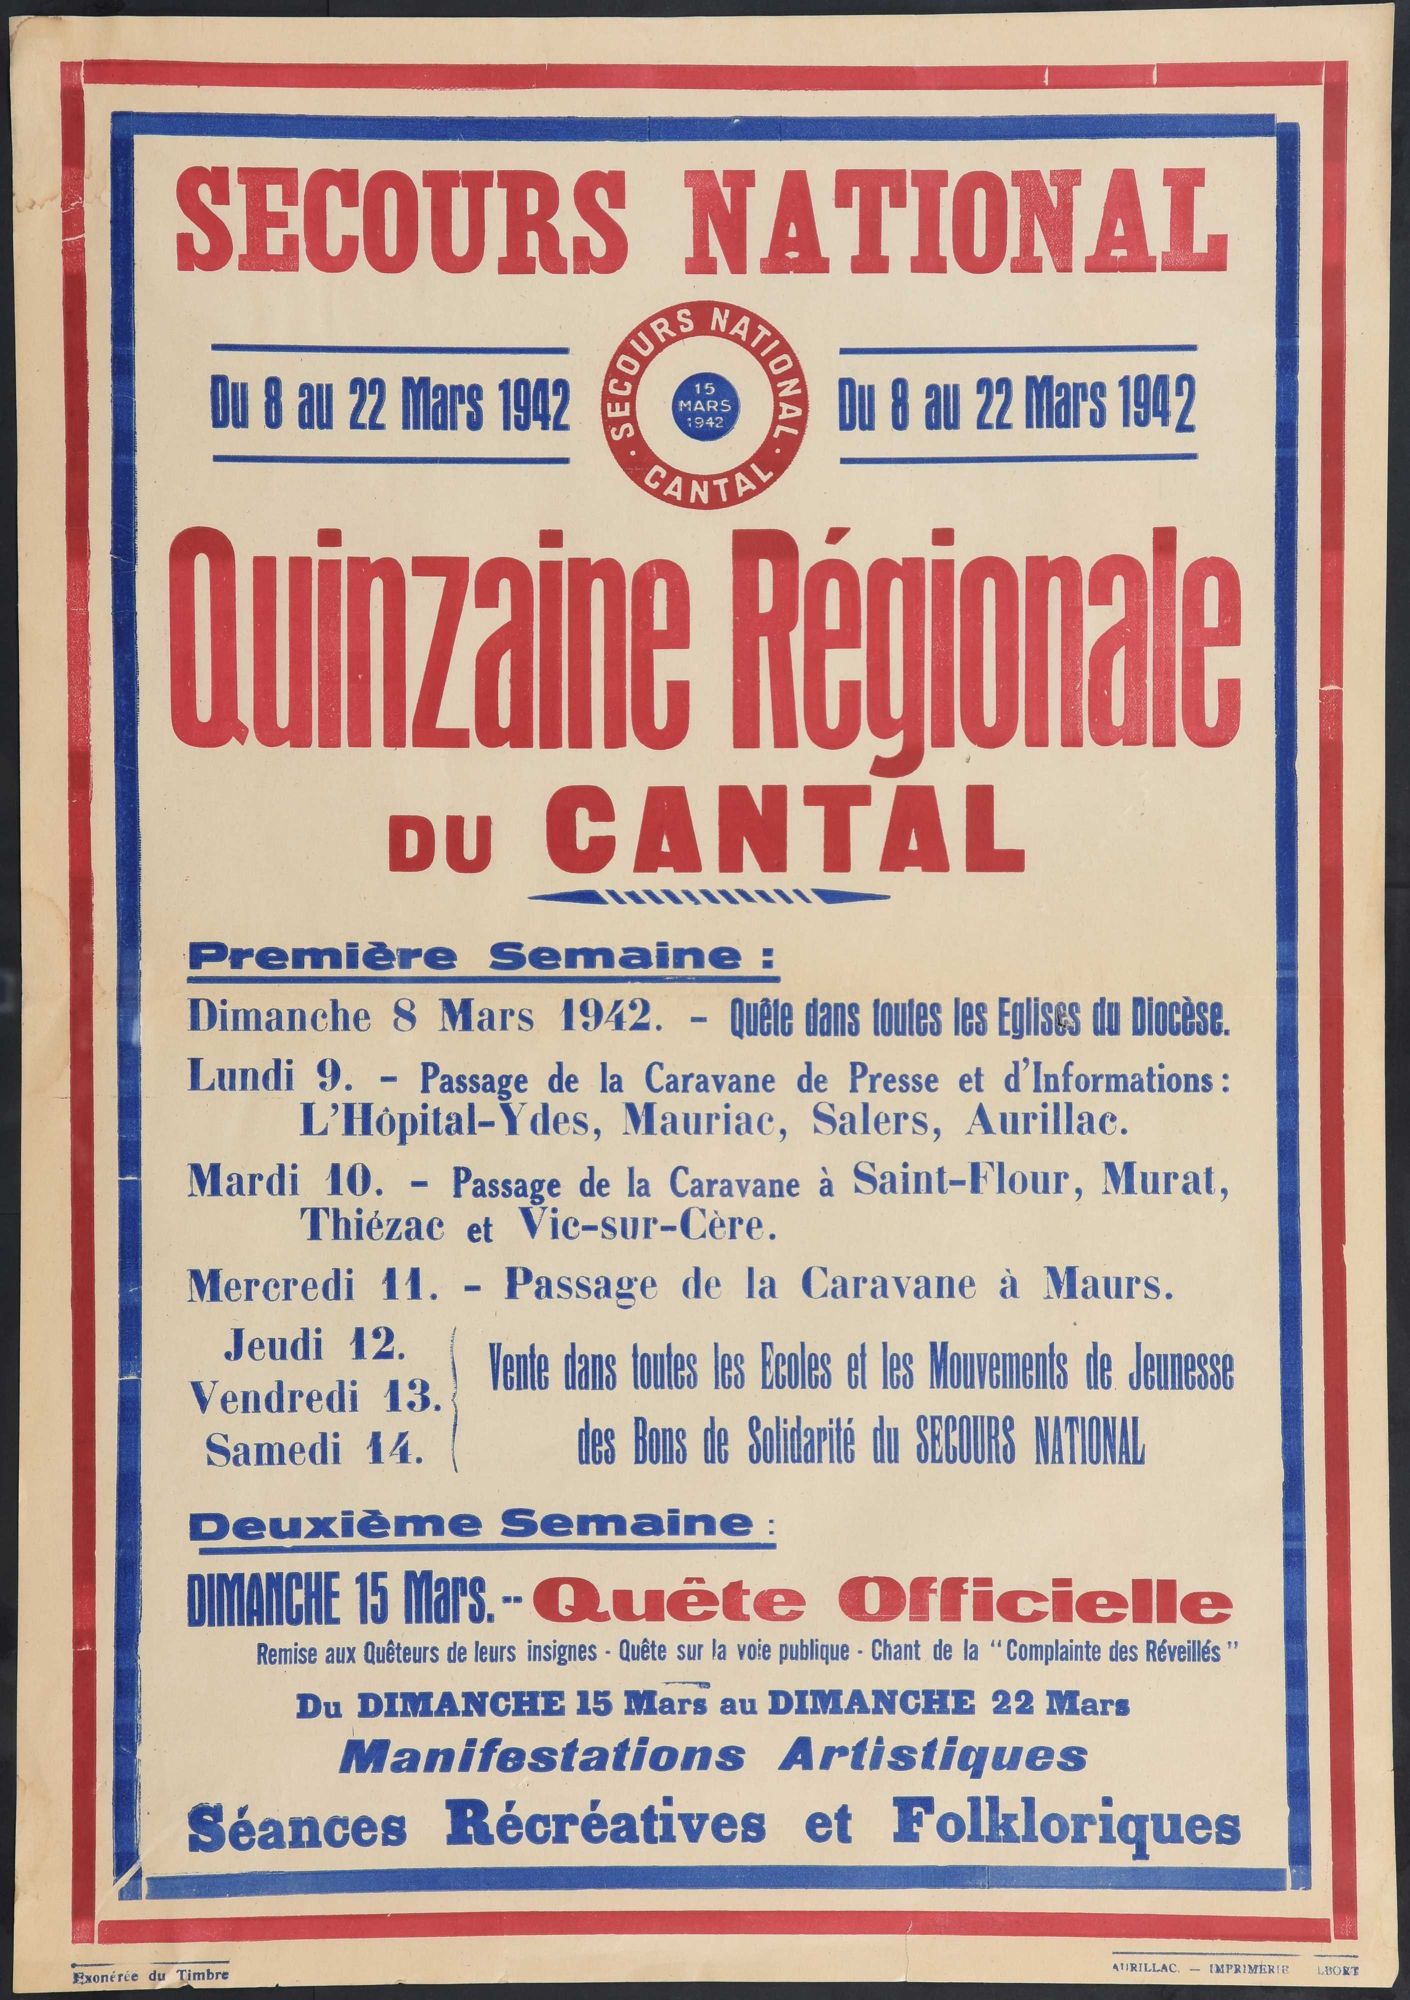 SECOURS NATIONAL
Du 8 au 22 Mars 1942
SECOURS NATIONAL · CANTAL ·
15
MARS
1942
Du 8 au 22 Mars 1942
Quinzaine Régionale
DU CANTAL
Première Semaine :
Dimanche 8 Mars 1942. - Quête dans toutes les Eglises du Diocèse.
Lundi 9. - Passage de la Caravane de Presse et d'Informations :
L'Hôpital-Ydes, Mauriac, Salers, Aurillac.
Mardi 10. - Passage de la Caravane à Saint-Flour, Murat,
Thiézac et Vic-sur-Cère.
Mercredi 11. - Passage de la Caravane à Maurs.
Jeudi 12.
Vendredi 13.
Samedi 14.
Vente dans toutes les Ecoles et les Mouvements de Jeunesse
des Bons de Solidarité du SECOURS NATIONAL
Deuxième Semaine :
DIMANCHE 15 Mars. -- Quête Officielle
Remise aux Quêteurs de leurs insignes - Quête sur la voie publique - Chant de la "Complainte des Réveillés"
Du DIMANCHE 15 Mars au DIMANCHE 22 Mars
Manifestations Artistiques
Séances Récréatives et Folkloriques
Exonérée du Timbre
AURILLAC. — IMPRIMERIE